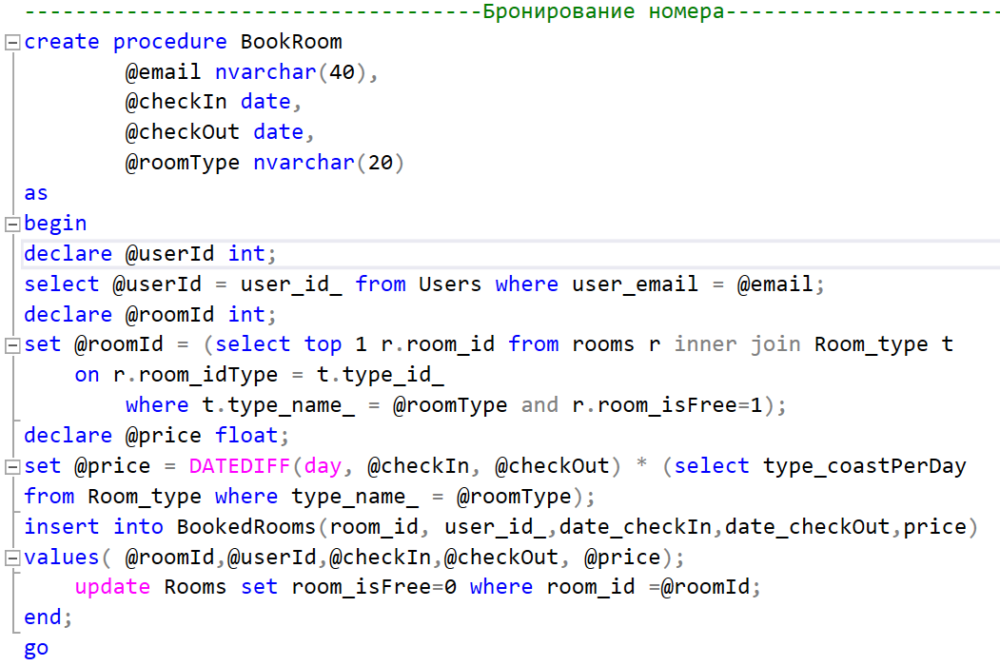 ------------------------------------Бронирование номера----------------------
create procedure BookRoom
@email nvarchar(40),
@checkIn date,
@checkOut date,
@roomType nvarchar(20)
as
begin
declare @userId int;
select @userId = user_id_ from Users where user_email = @email;
declare @roomId int;
set @roomId = (select top 1 r.room_id from rooms r inner join Room_type t
on r.room_idType = t.type_id_
where t.type_name_ = @roomType and r.room_isFree=1);
declare @price float;
set @price = DATEDIFF(day, @checkIn, @checkOut) * (select type_coastPerDay
from Room_type where type_name_ = @roomType);
insert into BookedRooms(room_id, user_id_,date_checkIn,date_checkOut,price)
values( @roomId,@userId,@checkIn,@checkOut, @price);
update Rooms set room_isFree=0 where room_id =@roomId;
end;
go